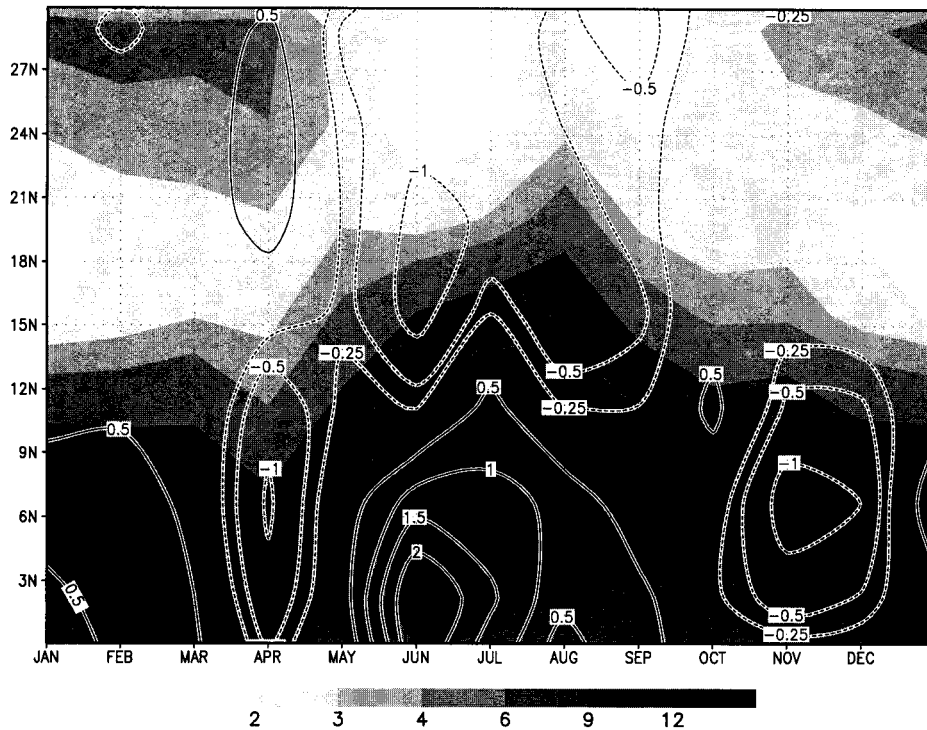 0.5 -0.25 -0.25
27N -0.5
24N
21N -1
18N
15N
-0.5 -0.25 -0.5 -0.25
12N 0.5 0.5 -0.25 -0.5
9N 0.5
-1 1 -1
6N 1.5
2
3N 0.5 0.5 -0.5
-0.25
JAN FEB MAR APR MAY JUN JUL AUG SEP OCT NOV DEC
2 3 4 6 9 12